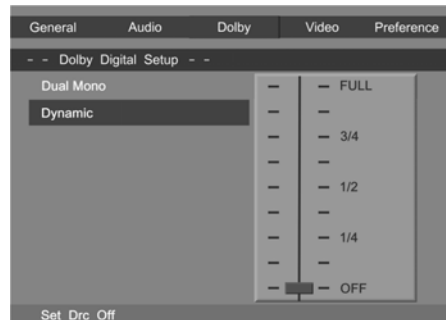 General Audio Dolby Video Preference
- - Dolby Digital Setup - -
Dual Mono
Dynamic
FULL
3/4
1/2
1/4
OFF
Set Drc Off